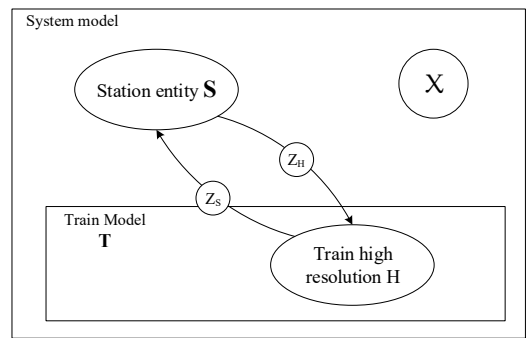 System model
Station entity S
X
Z_H
Z_S
Train Model
T
Train high
resolution H